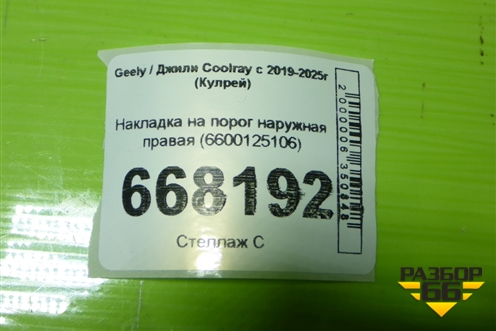 Geely / Джили Coolray с 2019-2025г
(Кулрей)
Накладка на порог наружная
правая (6600125106)
668192
Стеллаж С
2000006350848
РАЗБОР
66